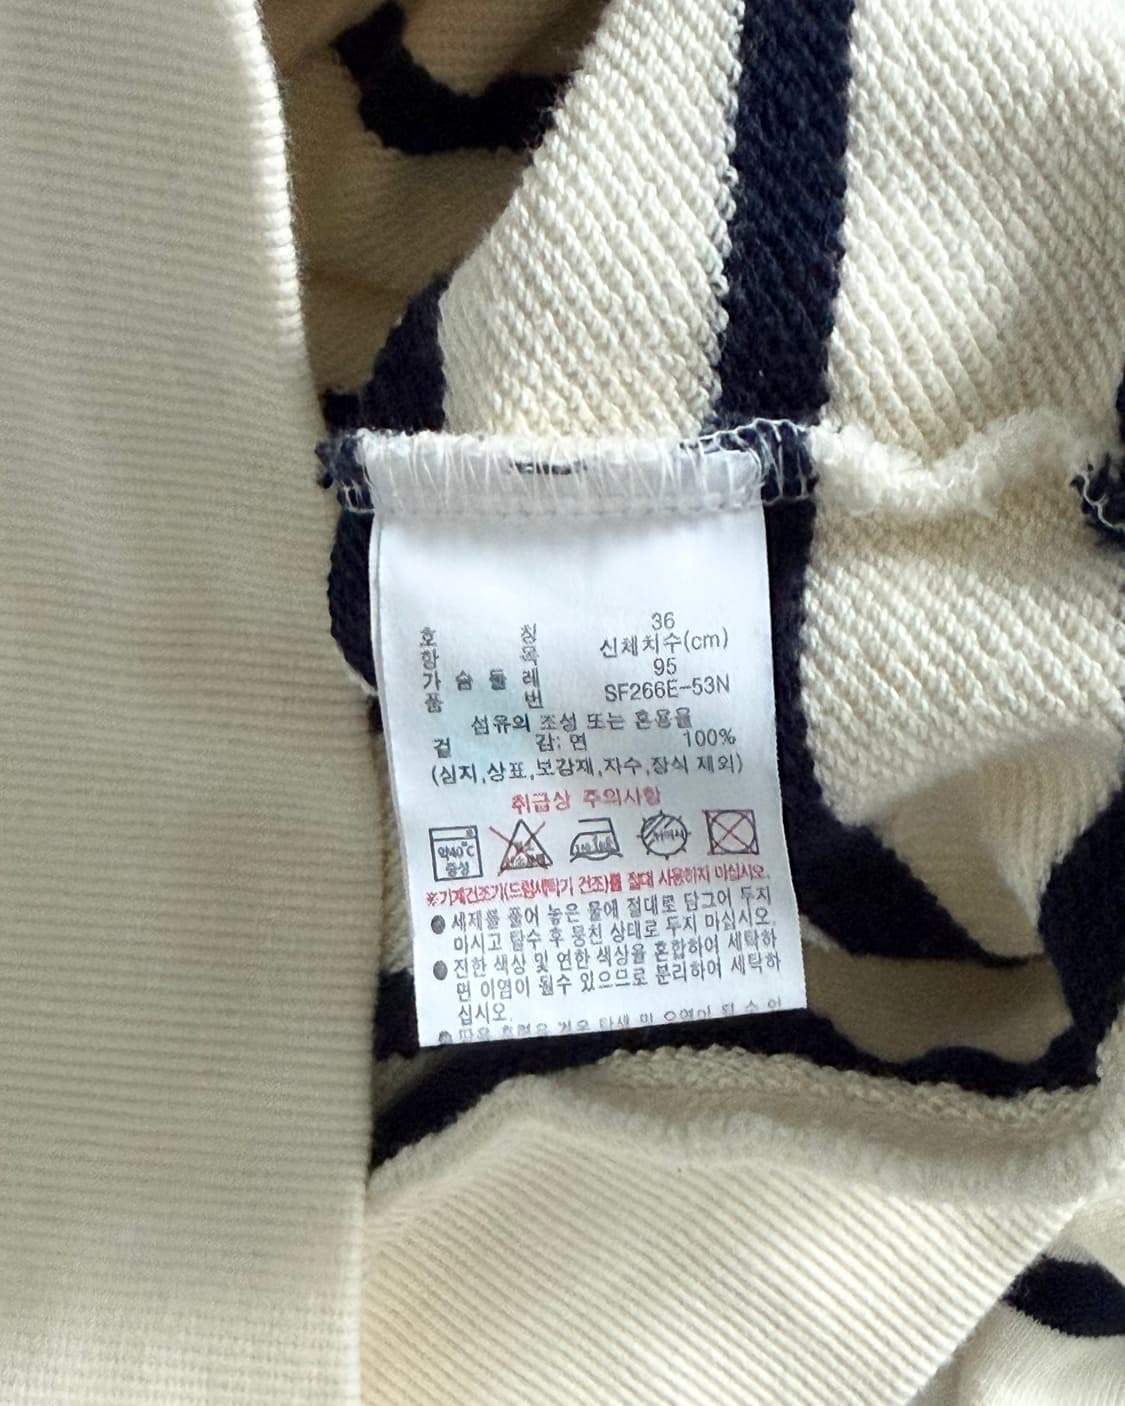 호 칭 36
항 목 신체치수(cm)
가 슴 둘 레 95
품 번 SF266E-53N
섬유의 조성 또는 혼용율
겉 감: 면 100%
(심지,상표,보강재,자수,장식 제외)
취급상 주의사항
약40℃ 중성
※기계건조기(드럼세탁기 건조)를 절대 사용하지 마십시오.
● 세제를 풀어 놓은 물에 절대로 담그어 두지
마시고 탈수 후 뭉친 상태로 두지 마십시오.
● 진한 색상 및 연한 색상을 혼합하여 세탁하
면 이염이 될수 있으므로 분리하여 세탁하
십시오.